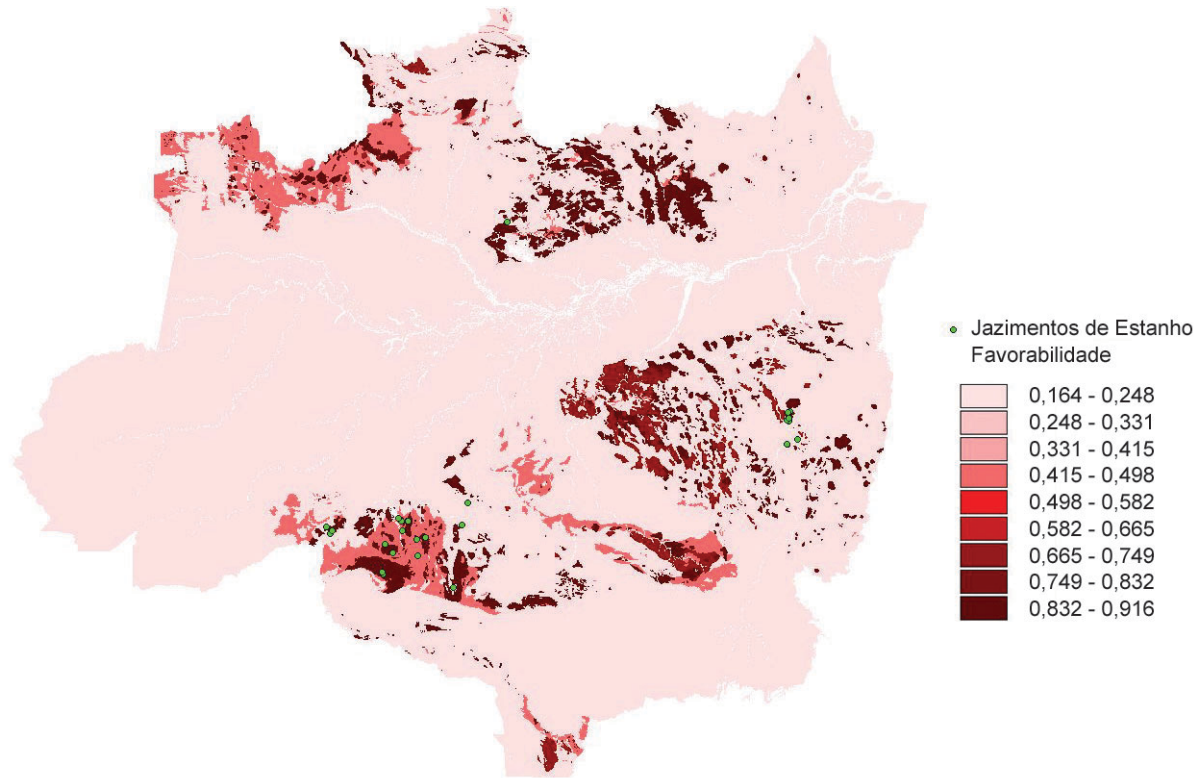 Jazimentos de Estanho
Favorabilidade
0,164 - 0,248
0,248 - 0,331
0,331 - 0,415
0,415 - 0,498
0,498 - 0,582
0,582 - 0,665
0,665 - 0,749
0,749 - 0,832
0,832 - 0,916